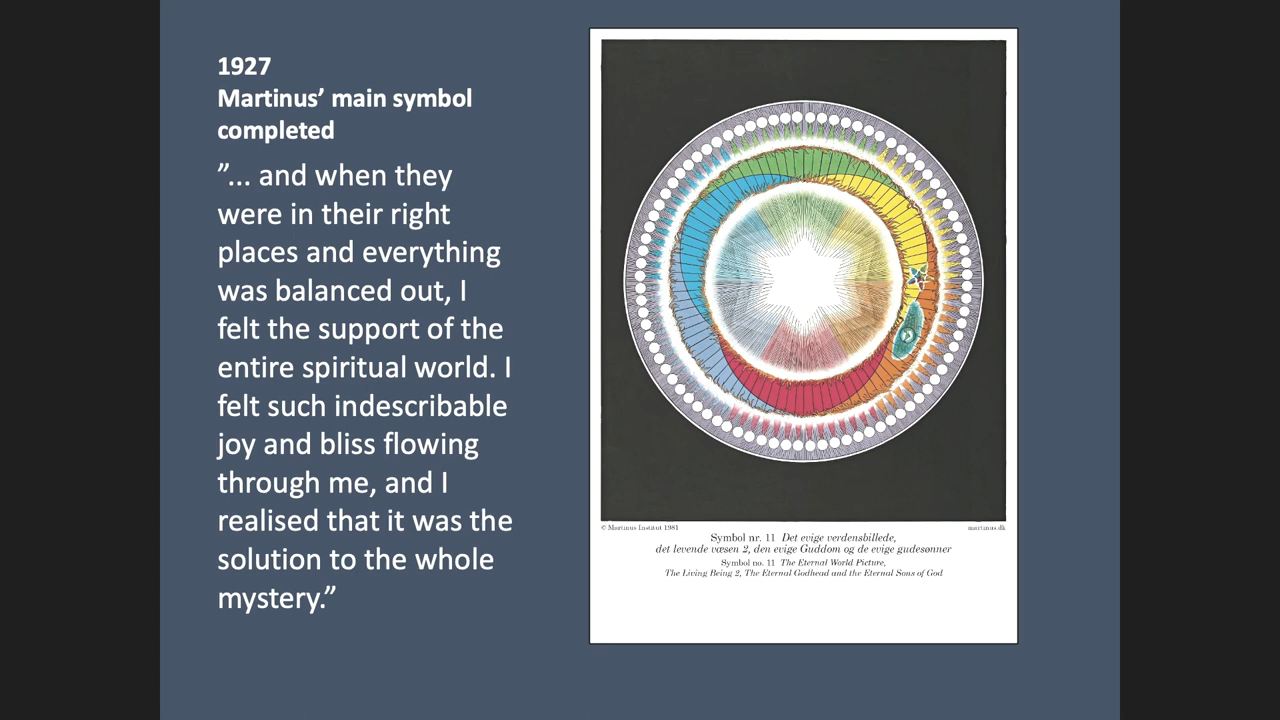 1927
Martinus’ main symbol
completed
”... and when they
were in their right
places and everything
was balanced out, I
felt the support of the
entire spiritual world. I
felt such indescribable
joy and bliss flowing
through me, and I
realised that it was the
solution to the whole
mystery.”
© Martinus Institut 1981
martinus.dk
Symbol nr. 11 Det evige verdensbillede,
det levende væsen 2, den evige Guddom og de evige gudesønner
Symbol no. 11 The Eternal World Picture,
The Living Being 2, The Eternal Godhead and the Eternal Sons of God